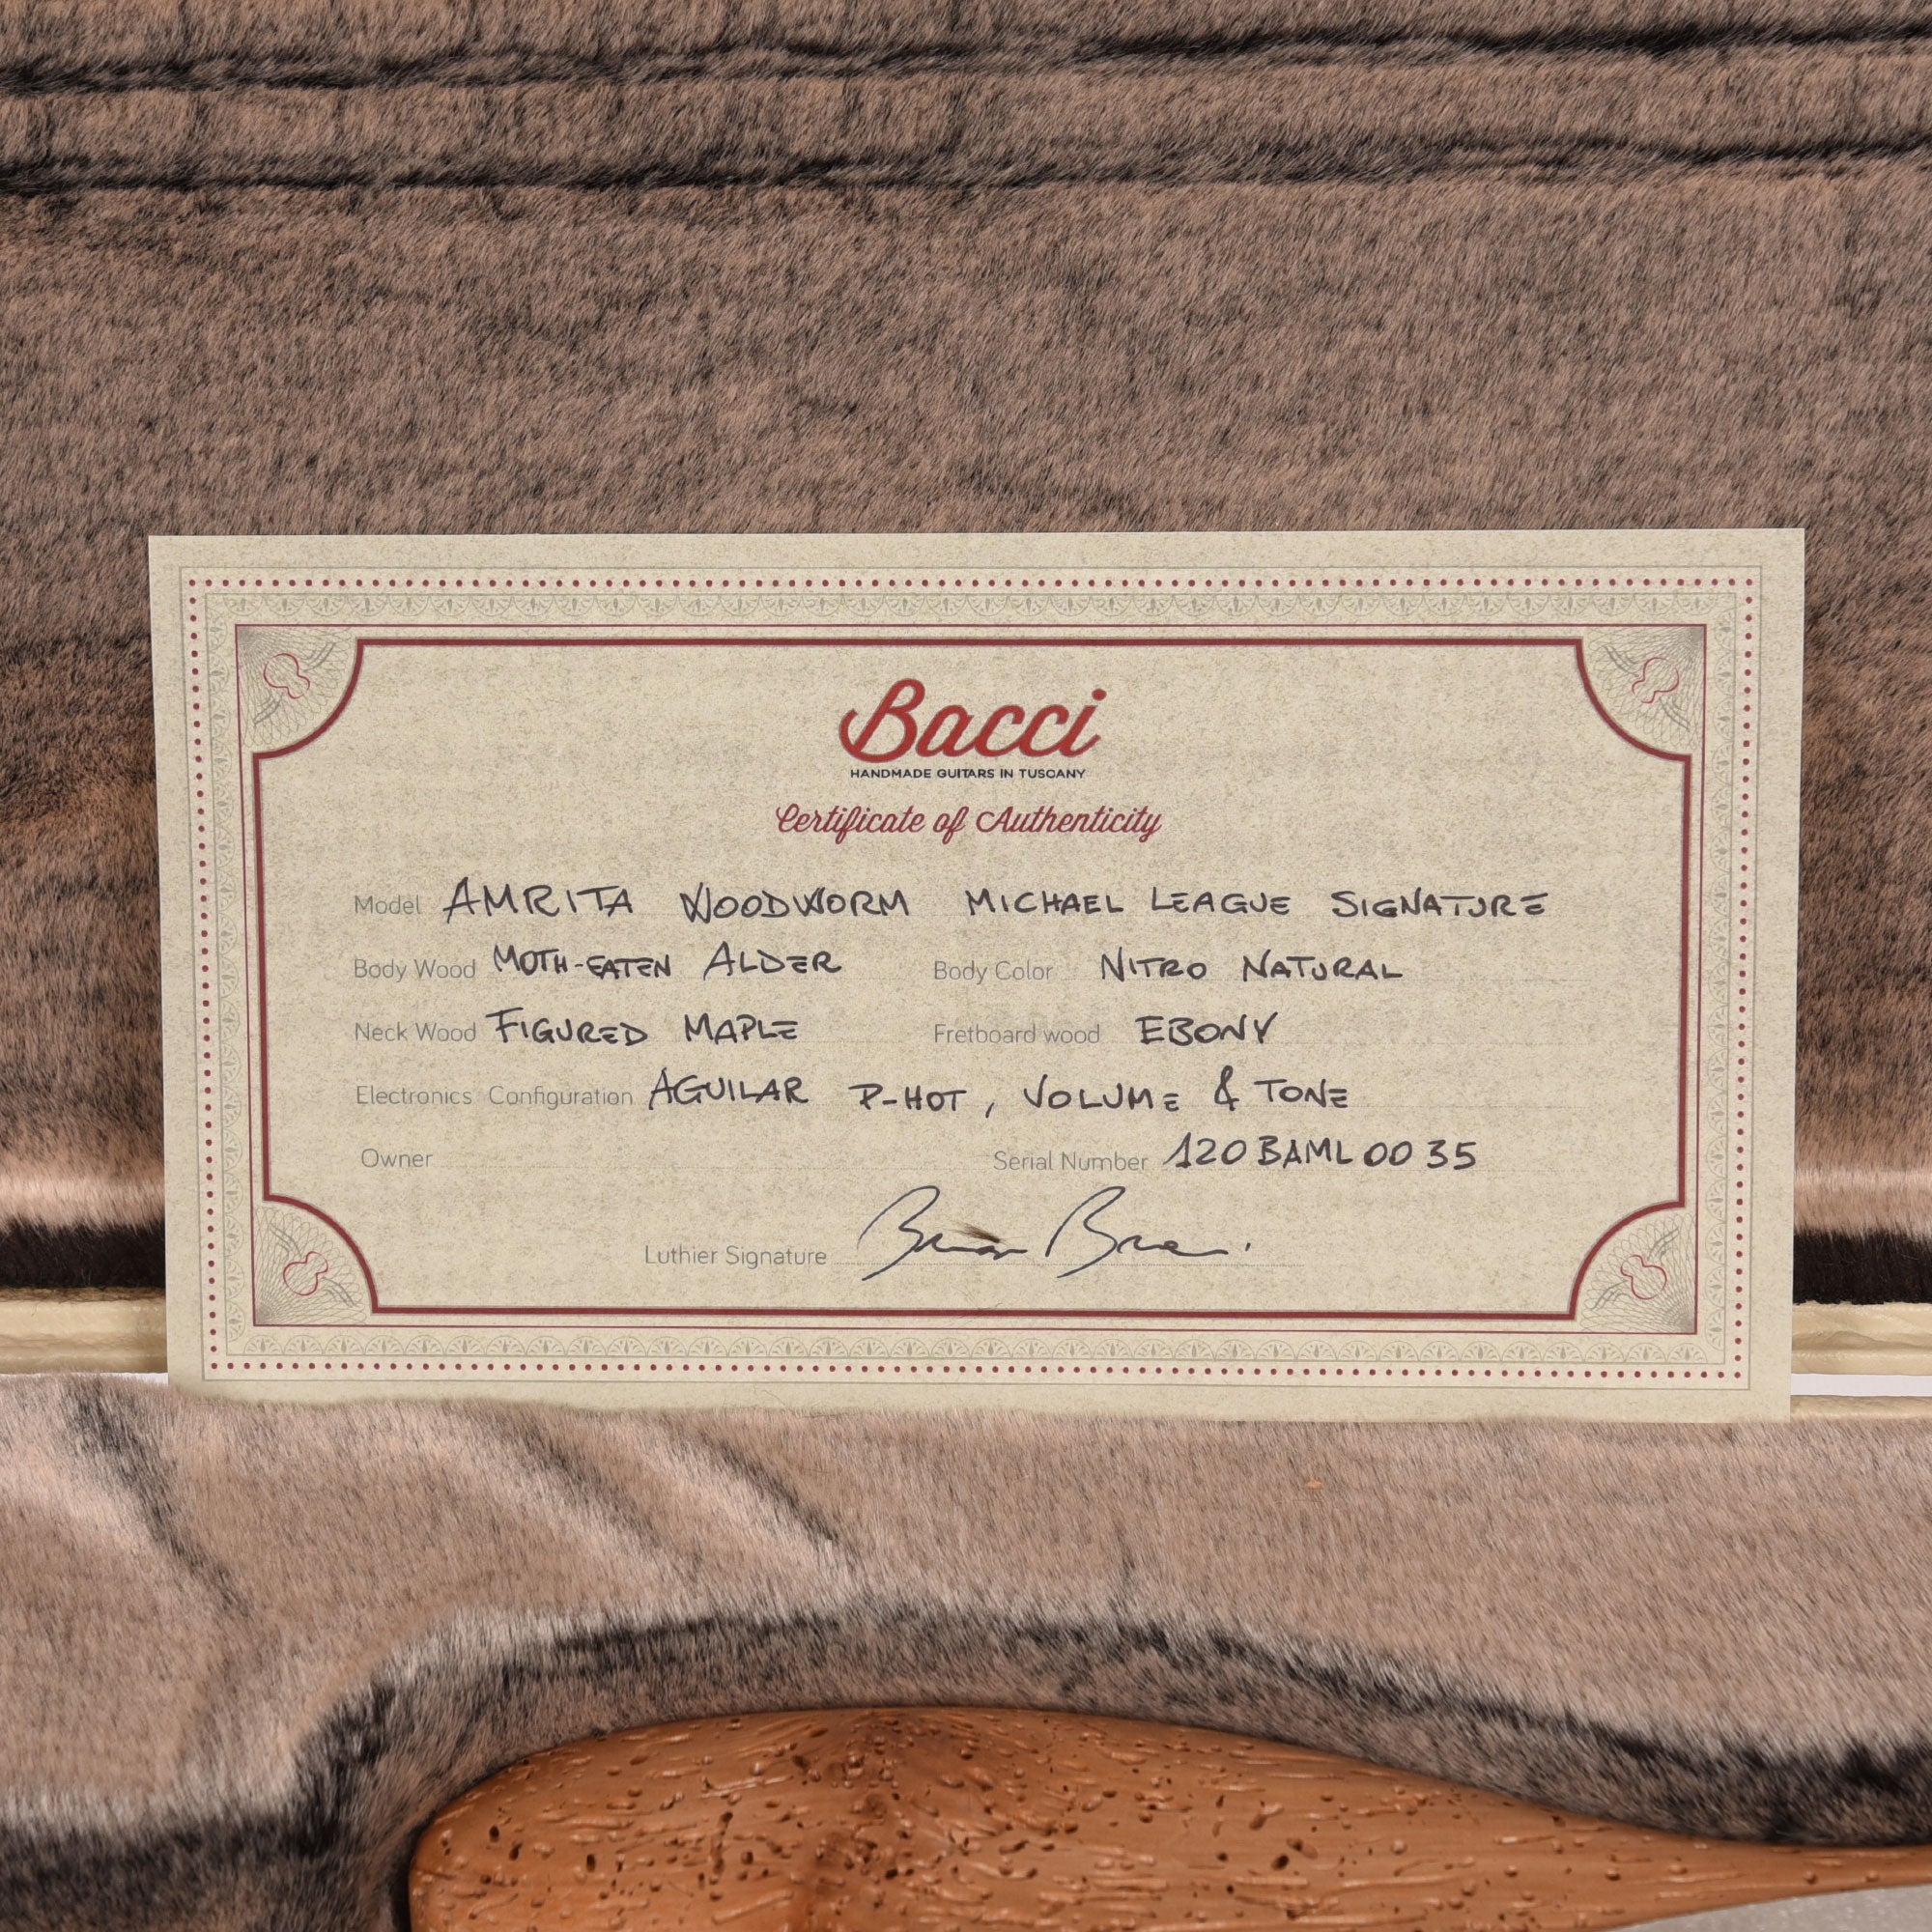 Bacci
HANDMADE GUITARS IN TUSCANY
Certificate of Authenticity
Model AMRITA WOODWORM MICHAEL LEAGUE SIGNATURE
Body Wood MOTH-EATEN ALDER Body Color NITRO NATURAL
Neck Wood FIGURED MAPLE Fretboard wood EBONY
Electronics Configuration AGUILAR P-HOT, VOLUME & TONE
Owner Serial Number 120BAML0035
Luthier Signature